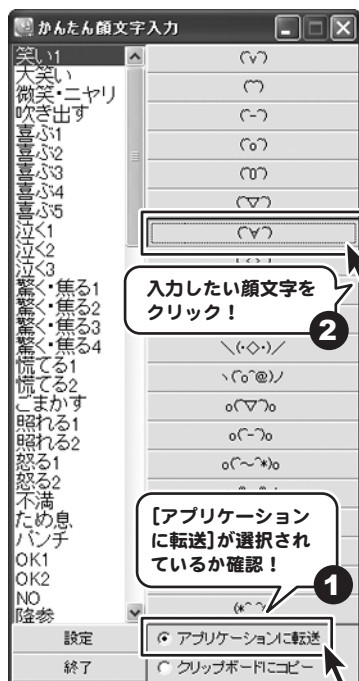 かんたん顔文字入力
笑い1
大笑い
微笑・ニヤリ
吹き出す
喜ぶ1
喜ぶ2
喜ぶ3
喜ぶ4
喜ぶ5
泣く1
泣く2
泣く3
驚く・焦る1
驚く・焦る2
驚く・焦る3
驚く・焦る4
慌てる1
慌てる2
ごまかす
照れる1
照れる2
怒る1
怒る2
不満
ため息
パンチ
OK1
OK2
NO
降参
(^v^)
(^^)
(^-^)
(^o^)
(^0^)
(^▽^)
(^∀^)
入力したい顔文字を
クリック！
2
＼(・◇・)／
ヽ(^o^@)ノ
o(^▽^)o
o(^-^)o
o(^～^*)o
[アプリケーション
に転送]が選択され
ているか確認！
1
設定
アプリケーションに転送
終了
クリップボードにコピー